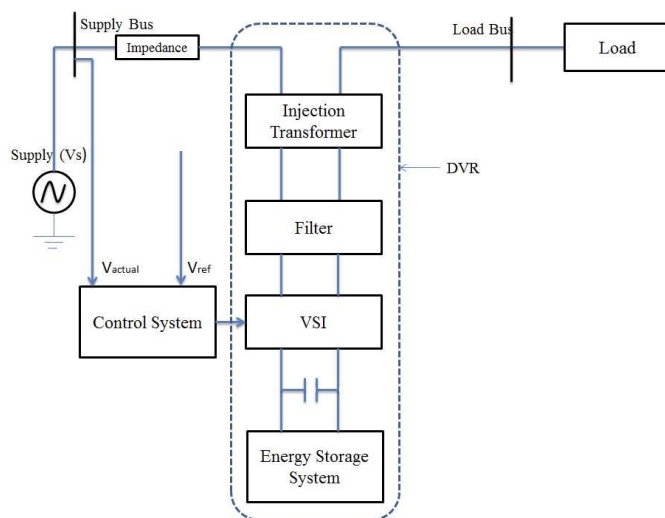 Supply Bus
Impedance
Load Bus
Load
Injection
Transformer
Supply (Vs)
DVR
Filter
Vactual
Vref
Control System
VSI
Energy Storage
System